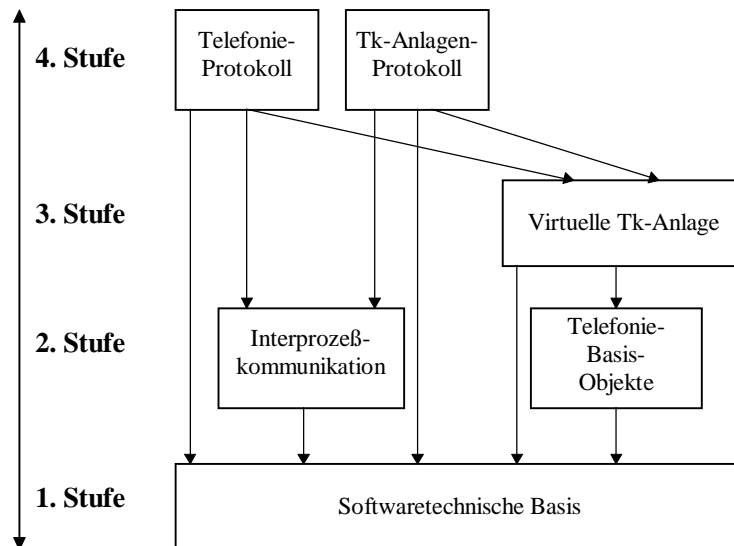 4. Stufe
Telefonie-
Protokoll
Tk-Anlagen-
Protokoll
3. Stufe
Virtuelle Tk-Anlage
2. Stufe
Interprozeß-
kommunikation
Telefonie-
Basis-
Objekte
1. Stufe
Softwaretechnische Basis